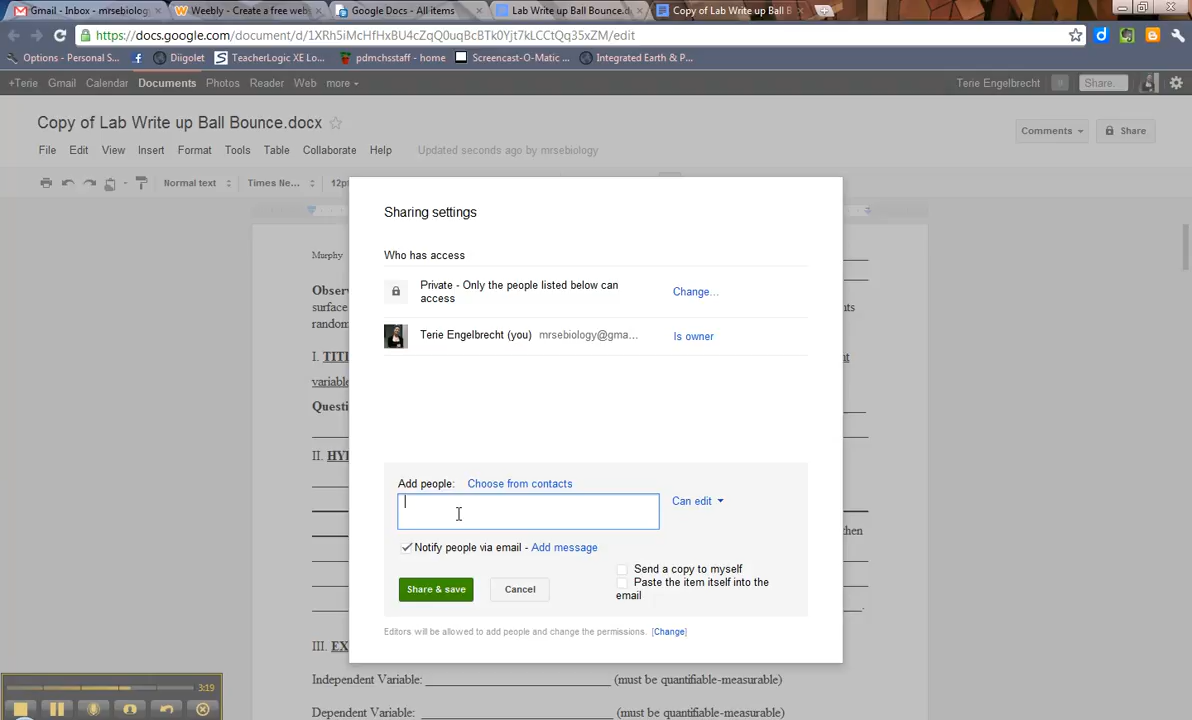 Gmail - Inbox - mrsebiology
Weebly - Create a free web
Google Docs - All items
Lab Write up Ball Bounce.d
Copy of Lab Write up Ball B
https://docs.google.com/document/d/1XRh5iMcHfHxBU4cZqQ0uqBcBTk0Yjt7kLCCtQq35xZM/edit
Options - Personal S...
Diigolet
TeacherLogic XE Lo...
pdmchsstaff - home
Screencast-O-Matic ...
Integrated Earth & P...
+Terie Gmail Calendar Documents Photos Reader Web more
Terie Engelbrecht
Share.
Copy of Lab Write up Ball Bounce.docx
Comments
Share
File Edit View Insert Format Tools Table Collaborate Help
Updated seconds ago by mrsebiology
Normal text
Times Ne...
12pt
Sharing settings
Murphy
Who has access
Private - Only the people listed below can
access
Change...
Terie Engelbrecht (you) mrsebiology@gma...
Is owner
surface
random
I. TITL
variable
Questi
II. HYP
then
Add people: Choose from contacts
Can edit
Notify people via email - Add message
Send a copy to myself
Paste the item itself into the
email
Share & save
Cancel
Editors will be allowed to add people and change the permissions. [Change]
III. EX
Independent Variable: (must be quantifiable-measurable)
Dependent Variable: (must be quantifiable-measurable)
3:19